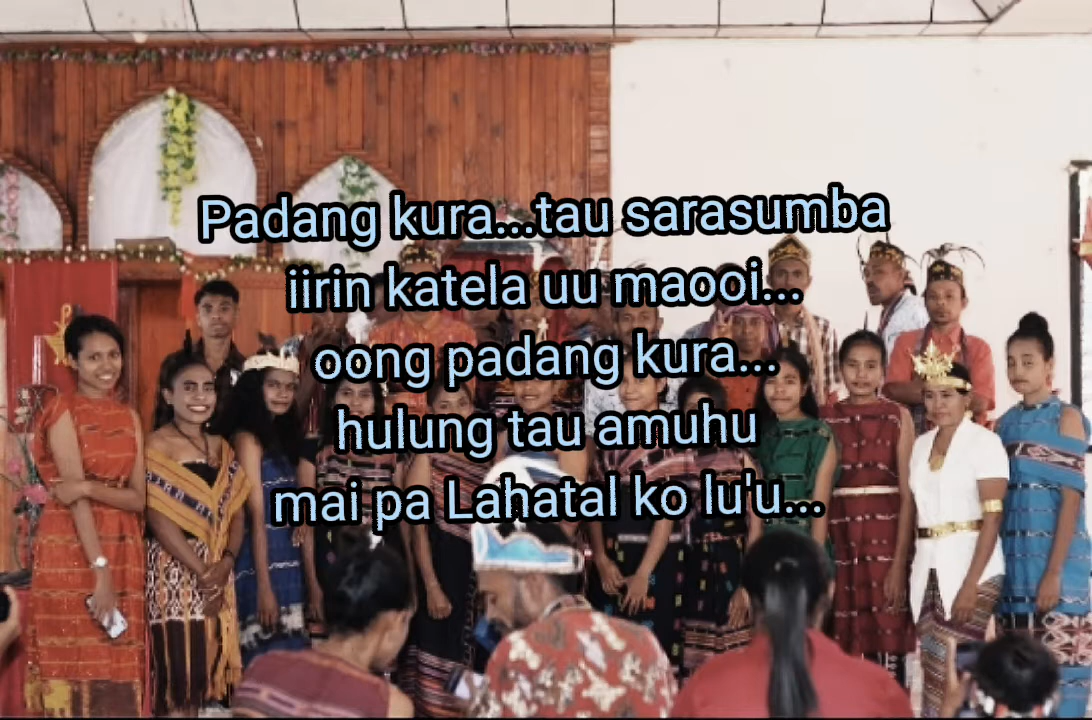 Padang kura...tau sarasumba
iirin katela uu maooi...
oong padang kura...
hulung tau amuhu
mai pa Lahatal ko lu'u...